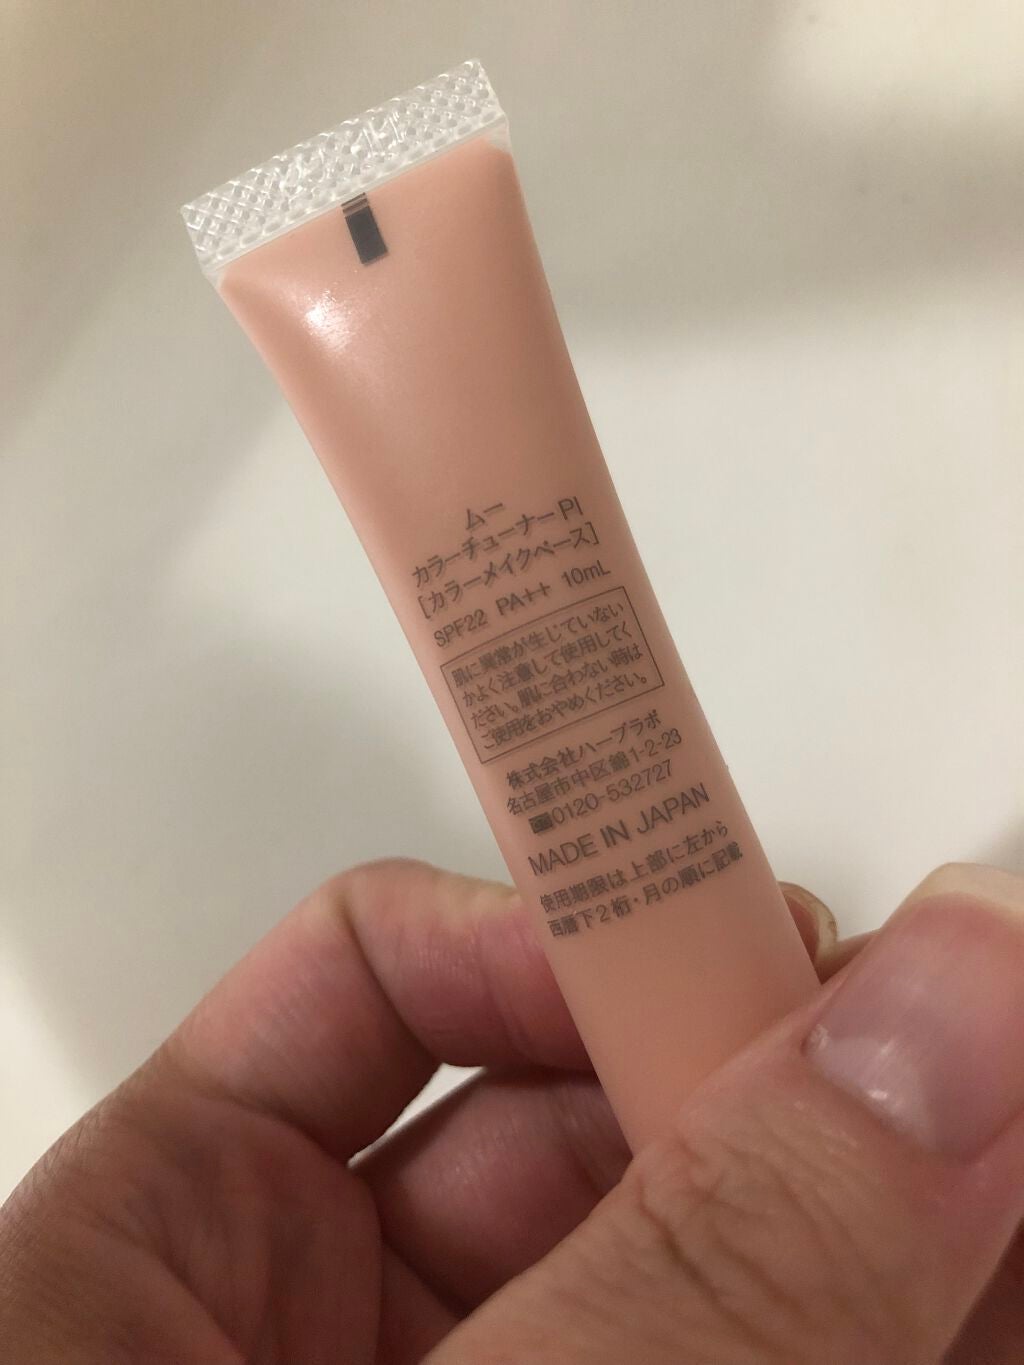 ムー
カラーチューナーPI
[カラーメイクベース]
SPF22 PA++ 10mL
肌に異常が生じていない
かよく注意して使用してく
ださい。肌に合わない時は
ご使用をおやめください。
株式会社ハーブラボ
名古屋市中区錦1-2-23
☎0120-532727
MADE IN JAPAN
使用期限は上部に左から
西暦下2桁・月の順に記載